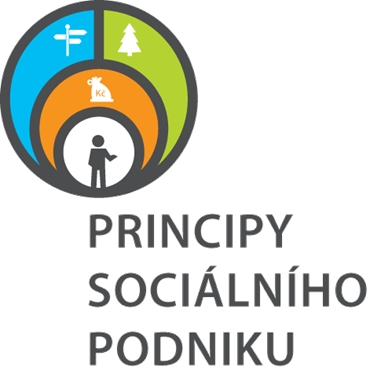 Kč
PRINCIPY
SOCIÁLNÍHO
PODNIKU